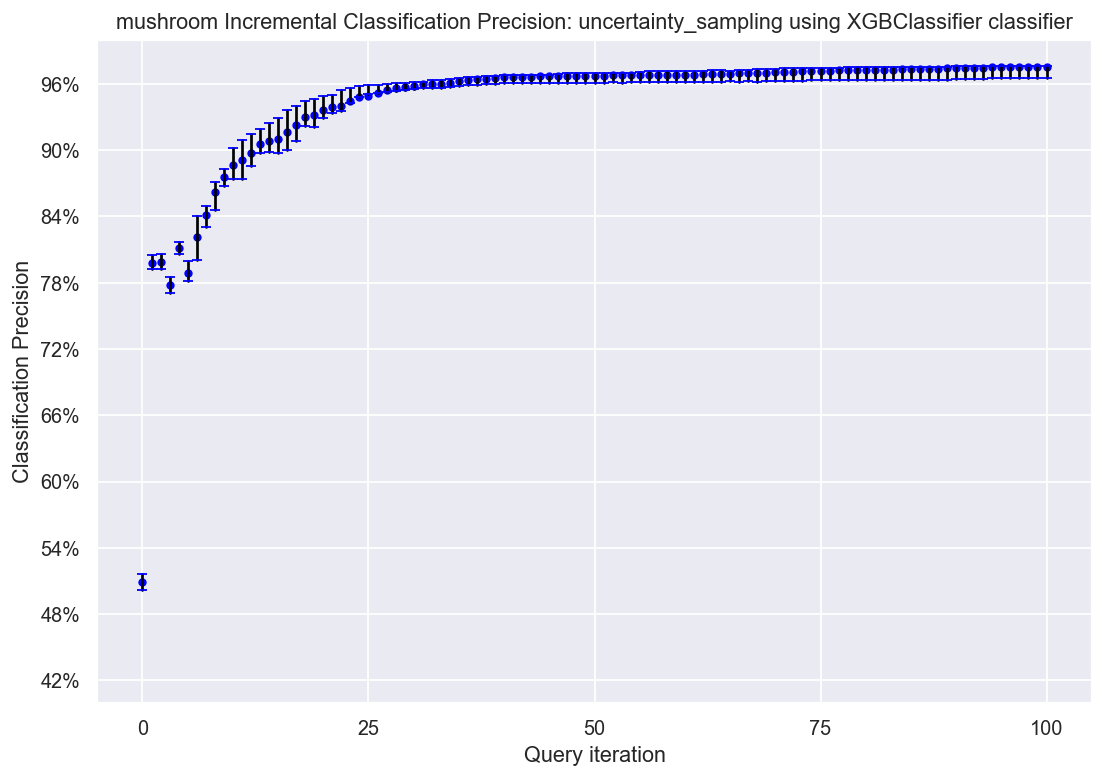 mushroom Incremental Classification Precision: uncertainty_sampling using XGBClassifier classifier
Classification Precision
96%
90%
84%
78%
72%
66%
60%
54%
48%
42%
0 25 50 75 100
Query iteration